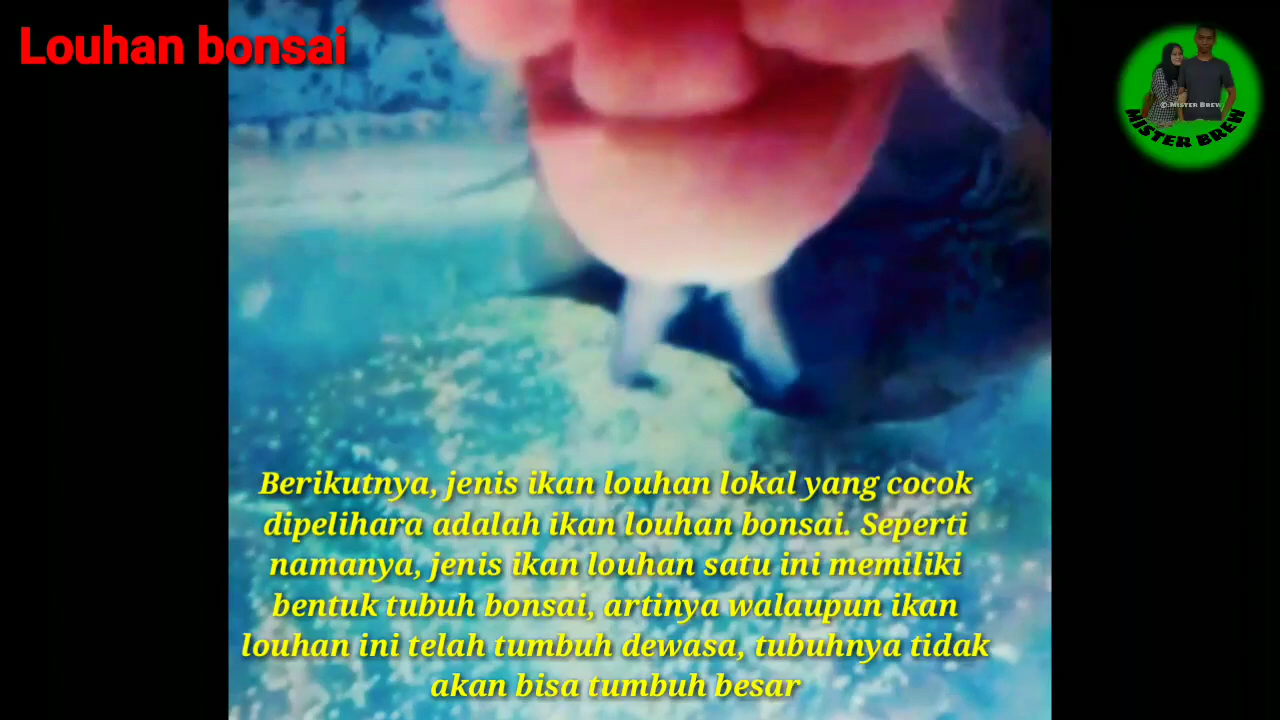 Louhan bonsai
© Mister Brew
MISTER BREW
Berikutnya, jenis ikan louhan lokal yang cocok
dipelihara adalah ikan louhan bonsai. Seperti
namanya, jenis ikan louhan satu ini memiliki
bentuk tubuh bonsai, artinya walaupun ikan
louhan ini telah tumbuh dewasa, tubuhnya tidak
akan bisa tumbuh besar